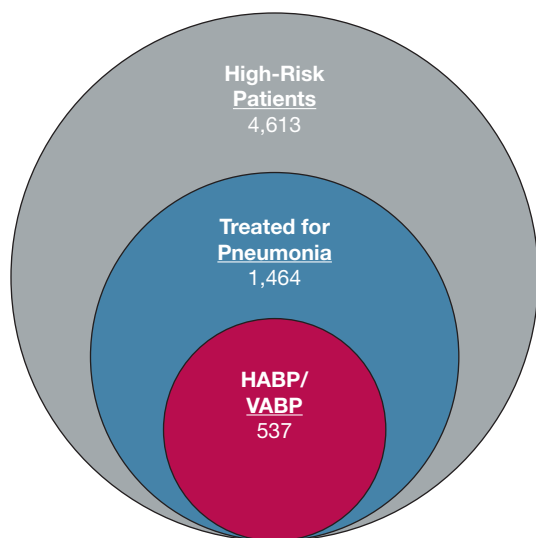 High-Risk
Patients
4,613
Treated for
Pneumonia
1,464
HABP/
VABP
537